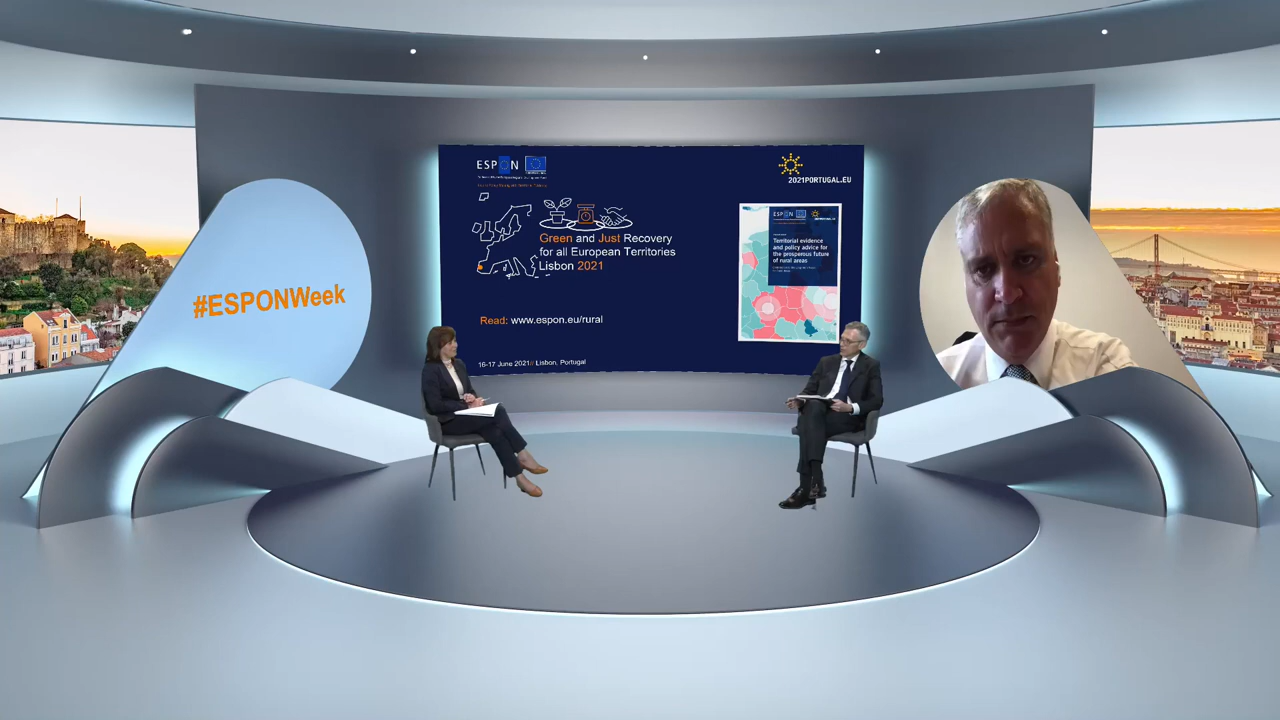 #ESPONWeek
ESPON
2021PORTUGAL.EU
Green and Just Recovery
for all European Territories
Lisbon 2021
Read: www.espon.eu/rural
16-17 June 2021// Lisbon, Portugal
ESPON
Territorial evidence
and policy advice for
the prosperous future
of rural areas